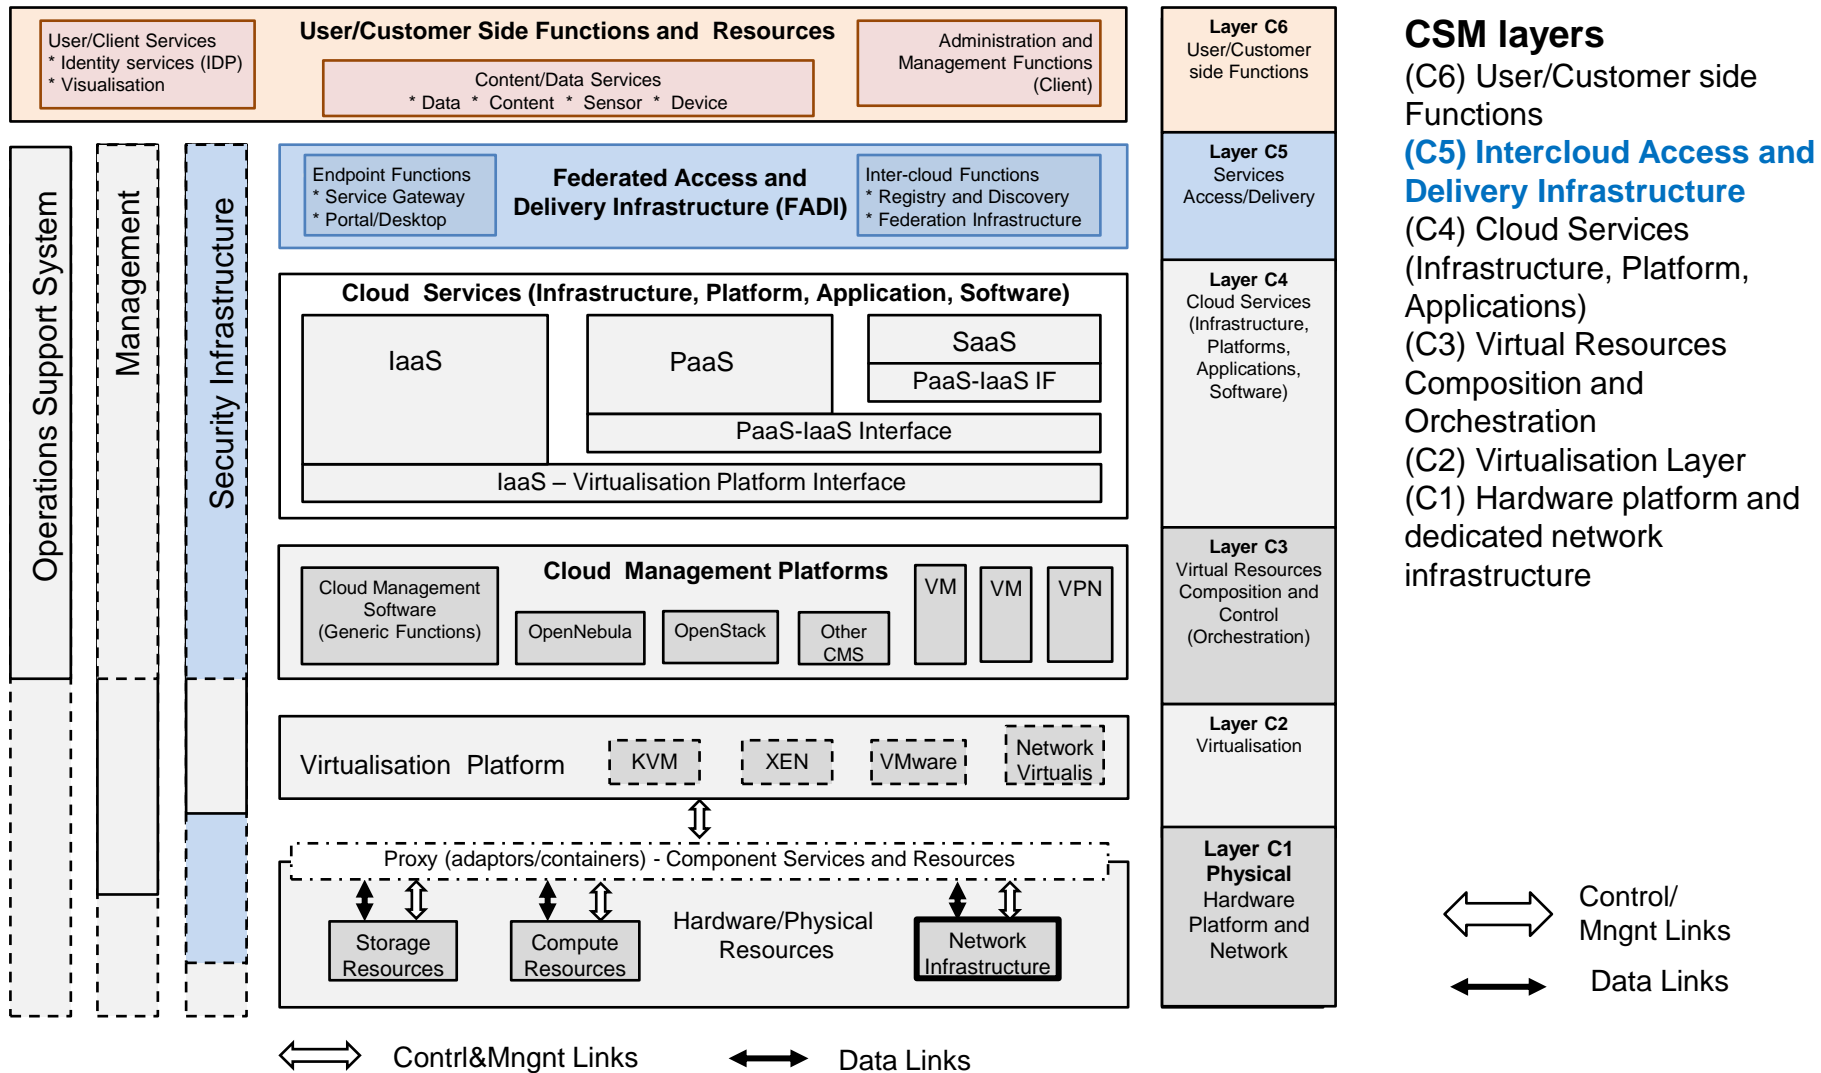 User/Customer Side Functions and Resources
User/Client Services
* Identity services (IDP)
* Visualisation
Content/Data Services
* Data * Content * Sensor * Device
Administration and
Management Functions
(Client)
Layer C6
User/Customer
side Functions
Operations Support System
Management
Security Infrastructure
Endpoint Functions
* Service Gateway
* Portal/Desktop
Federated Access and
Delivery Infrastructure (FADI)
Inter-cloud Functions
* Registry and Discovery
* Federation Infrastructure
Layer C5
Services
Access/Delivery
Cloud Services (Infrastructure, Platform, Application, Software)
IaaS
PaaS
SaaS
PaaS-IaaS IF
PaaS-IaaS Interface
IaaS – Virtualisation Platform Interface
Layer C4
Cloud Services
(Infrastructure,
Platforms,
Applications,
Software)
Cloud Management Platforms
Cloud Management
Software
(Generic Functions)
OpenNebula
OpenStack
Other
CMS
VM
VM
VPN
Layer C3
Virtual Resources
Composition and
Control
(Orchestration)
Virtualisation Platform
KVM
XEN
VMware
Network
Virtualis
Layer C2
Virtualisation
Proxy (adaptors/containers) - Component Services and Resources
Storage
Resources
Compute
Resources
Hardware/Physical
Resources
Network
Infrastructure
Layer C1
Physical
Hardware
Platform and
Network
Contrl&Mngnt Links
Data Links
CSM layers
(C6) User/Customer side
Functions
(C5) Intercloud Access and
Delivery Infrastructure
(C4) Cloud Services
(Infrastructure, Platform,
Applications)
(C3) Virtual Resources
Composition and
Orchestration
(C2) Virtualisation Layer
(C1) Hardware platform and
dedicated network
infrastructure
Control/
Mngnt Links
Data Links